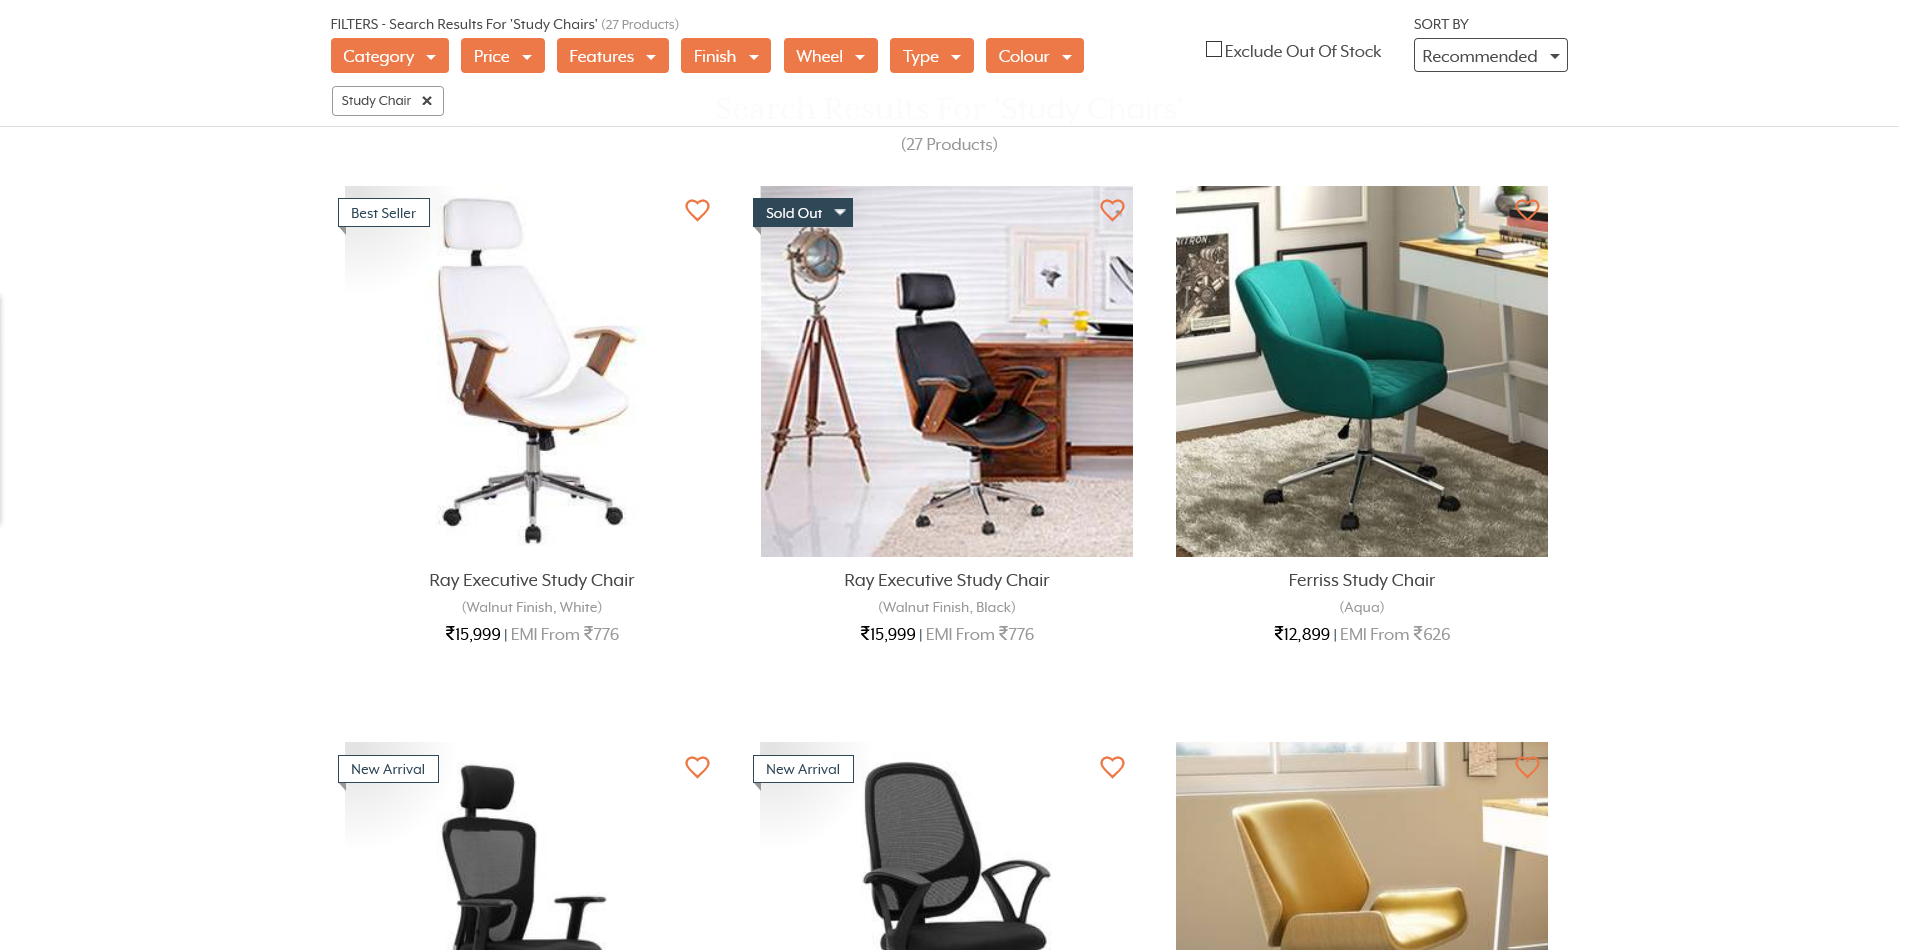 FILTERS - Search Results For 'Study Chairs' (27 Products)
SORT BY
Category
Price
Features
Finish
Wheel
Type
Colour
Exclude Out Of Stock
Recommended
Study Chair ×
Search Results For 'Study Chairs'
(27 Products)
Best Seller
Sold Out
Ray Executive Study Chair
(Walnut Finish, White)
₹15,999 | EMI From ₹776
Ray Executive Study Chair
(Walnut Finish, Black)
₹15,999 | EMI From ₹776
Ferriss Study Chair
(Aqua)
₹12,899 | EMI From ₹626
New Arrival
New Arrival